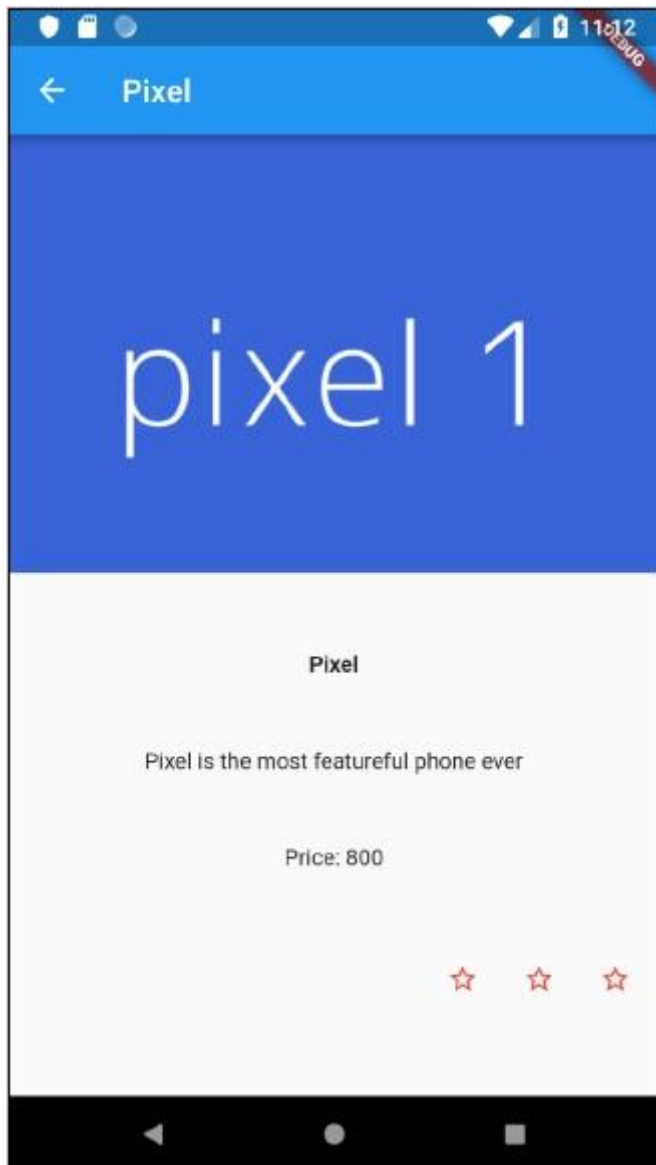 11:12
DEBUG
Pixel
pixel 1
Pixel
Pixel is the most featureful phone ever
Price: 800